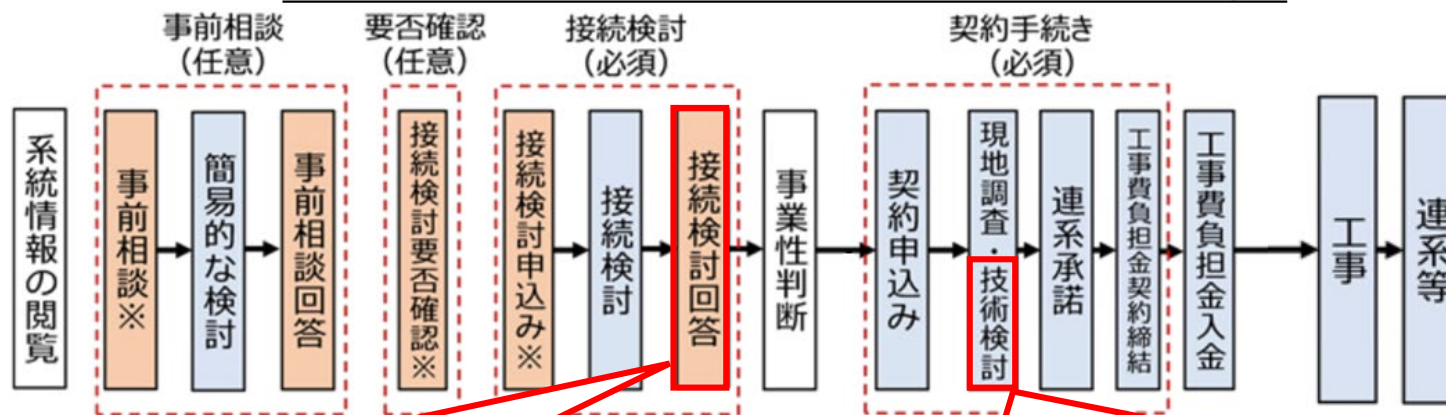 事前相談
(任意)
要否確認
(任意)
接続検討
(必須)
契約手続き
(必須)
系統情報の閲覧
事前相談※
簡易的な検討
事前相談回答
接続検討要否確認※
接続検討申込み※
接続検討
接続検討回答
事業性判断
契約申込み
現地調査・技術検討
連系承諾
工事費負担金契約締結
工事費負担金入金
工事
連系等